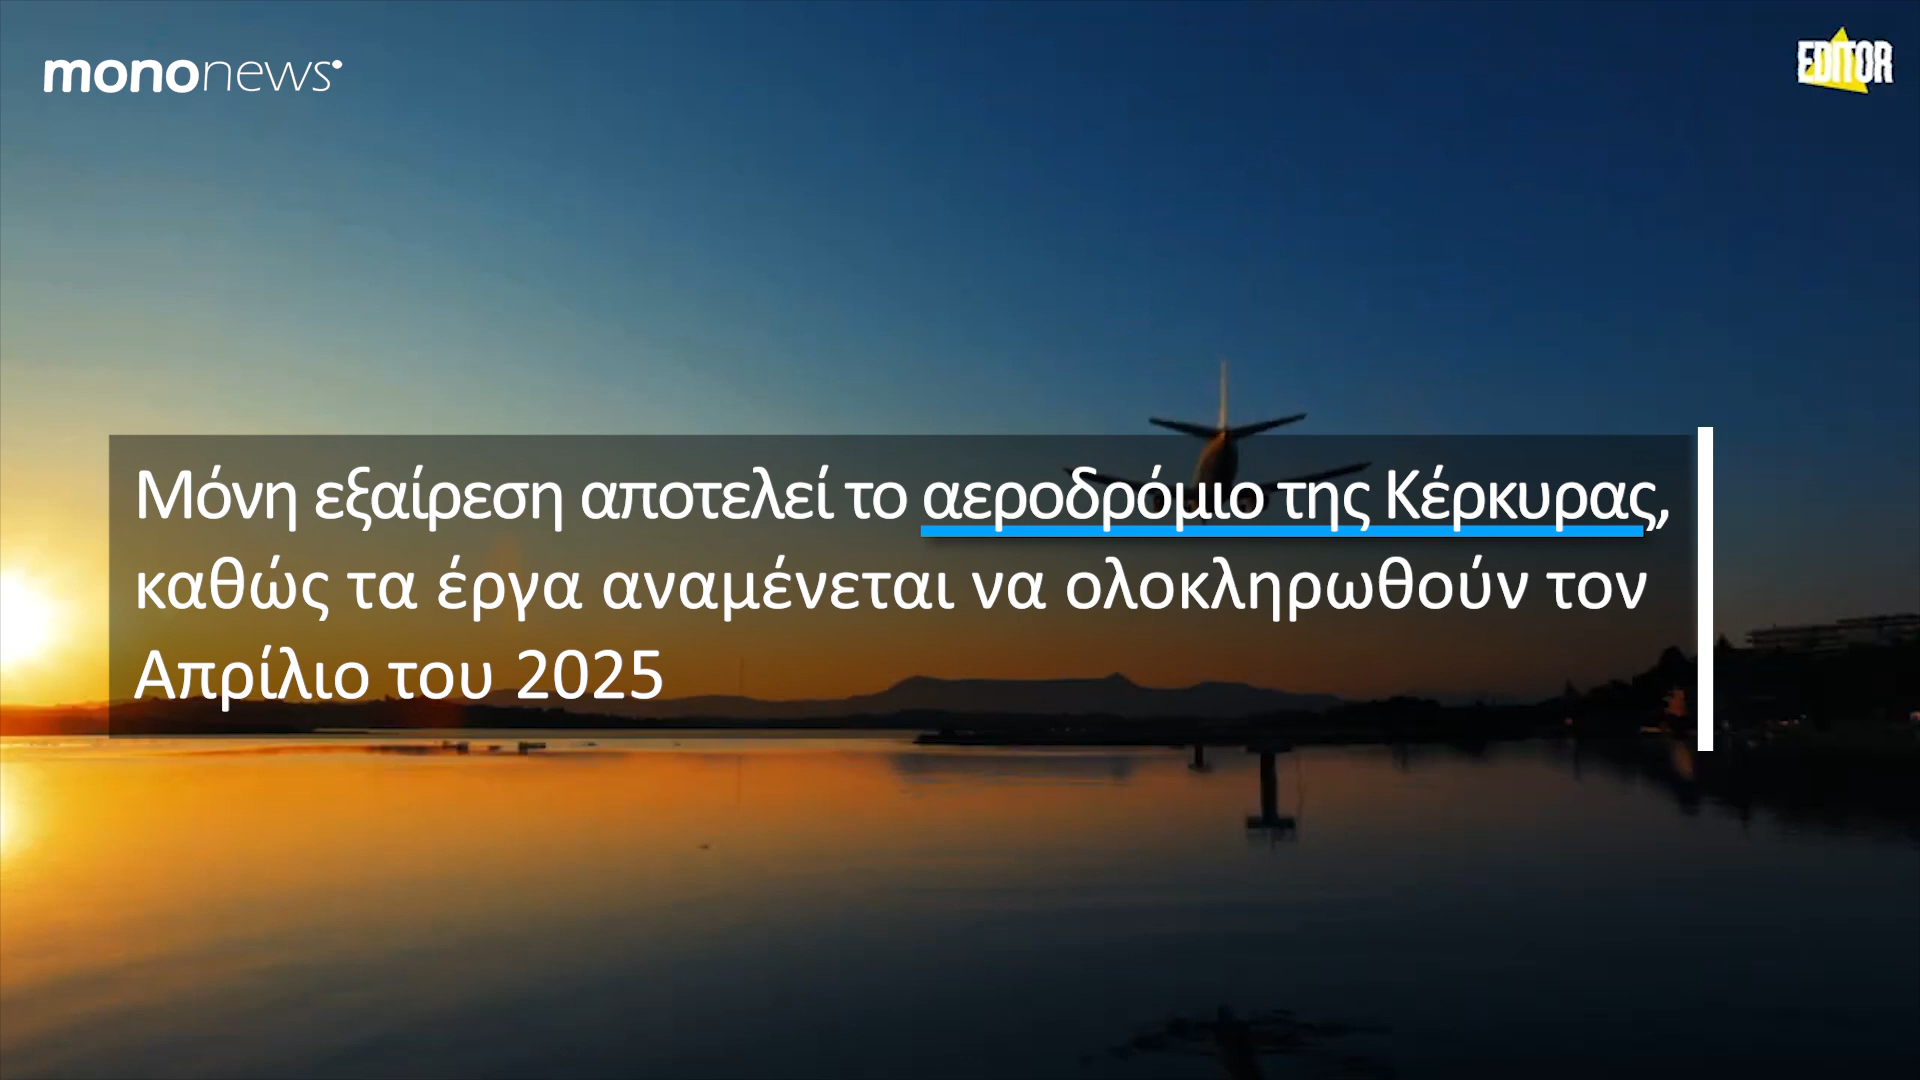 mononews
EDITOR
Μόνη εξαίρεση αποτελεί το αεροδρόμιο της Κέρκυρας,
καθώς τα έργα αναμένεται να ολοκληρωθούν τον
Απρίλιο του 2025